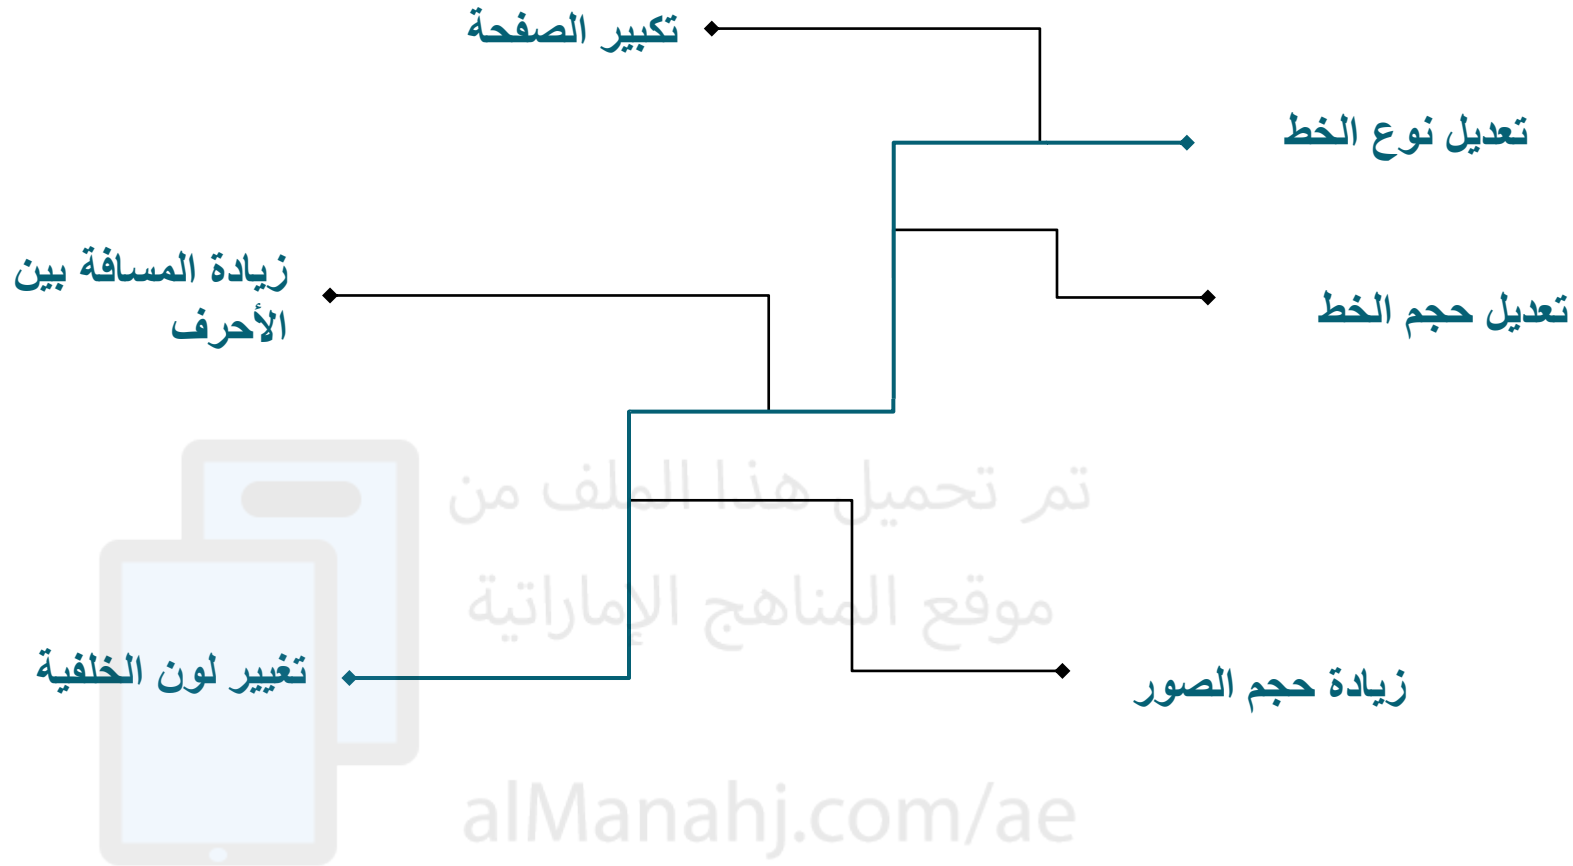 تكبير الصفحة
تعديل نوع الخط
زيادة المسافة بين
الأحرف
تعديل حجم الخط
تم تحميل هذا الملف من
موقع المناهج الإماراتية
تغيير لون الخلفية
زيادة حجم الصور
alManahj.com/ae